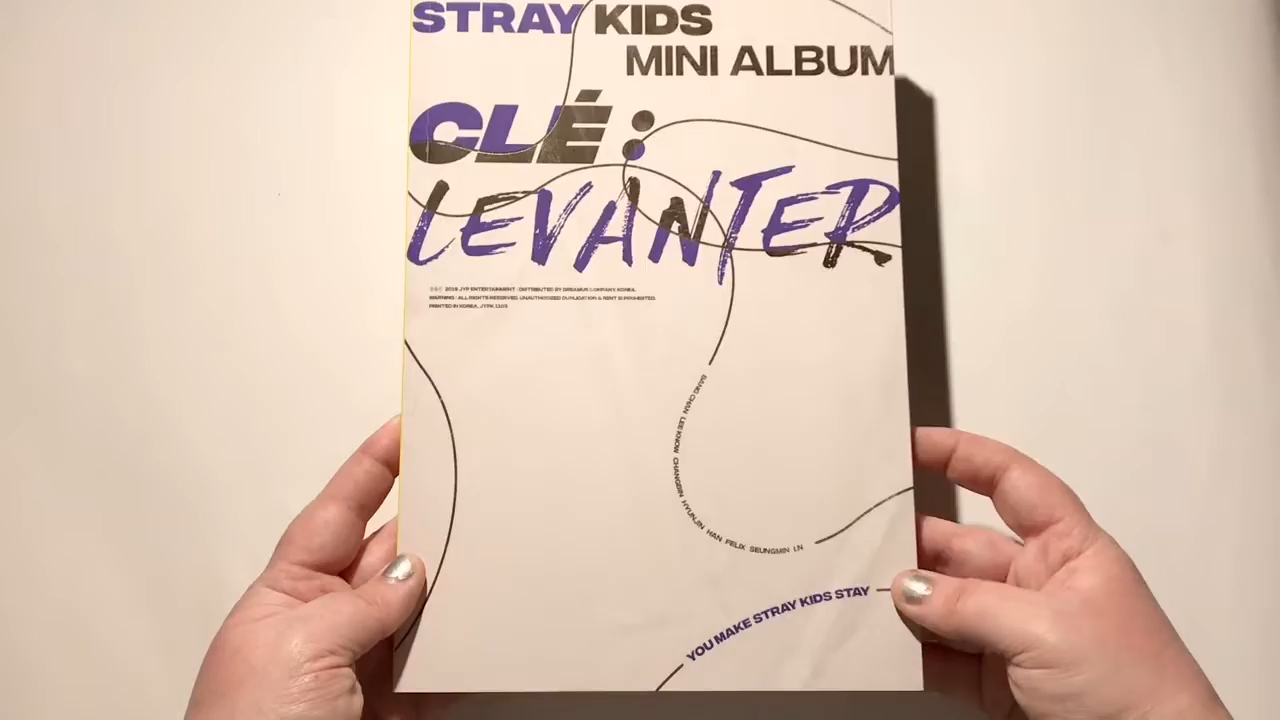 STRAY KIDS
MINI ALBUM
CLÉ :
LEVANTER
2019 JYP ENTERTAINMENT. DISTRIBUTED BY DREAMUS COMPANY, KOREA.
WARNING : ALL RIGHTS RESERVED. UNAUTHORIZED DUPLICATION & RENT IS PROHIBITED.
PRINTED IN KOREA.
BANG CHAN LEE KNOW CHANGBIN HYUNJIN HAN FELIX SEUNGMIN I.N
YOU MAKE STRAY KIDS STAY